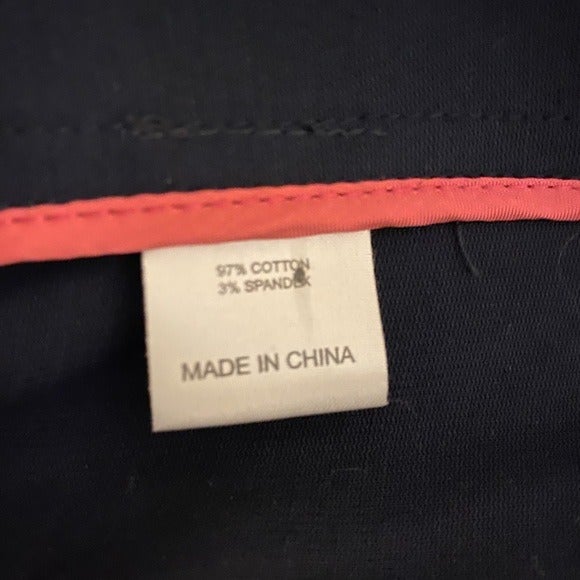 97% COTTON
3% SPANDEX
MADE IN CHINA